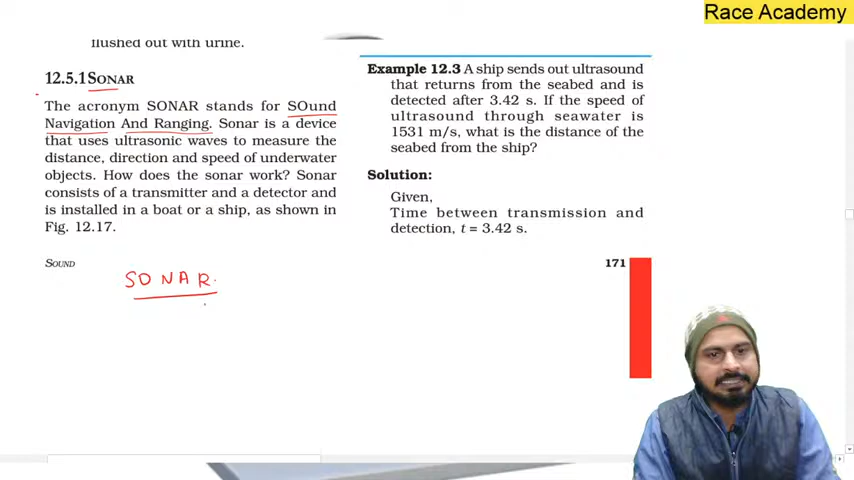 Race Academy
flushed out with urine.
12.5.1 SONAR
The acronym SONAR stands for SOund
Navigation And Ranging. Sonar is a device
that uses ultrasonic waves to measure the
distance, direction and speed of underwater
objects. How does the sonar work? Sonar
consists of a transmitter and a detector and
is installed in a boat or a ship, as shown in
Fig. 12.17.
SOUND
SONAR.
Example 12.3 A ship sends out ultrasound
that returns from the seabed and is
detected after 3.42 s. If the speed of
ultrasound through seawater is
1531 m/s, what is the distance of the
seabed from the ship?
Solution:
Given,
Time between transmission and
detection, t = 3.42 s.
171